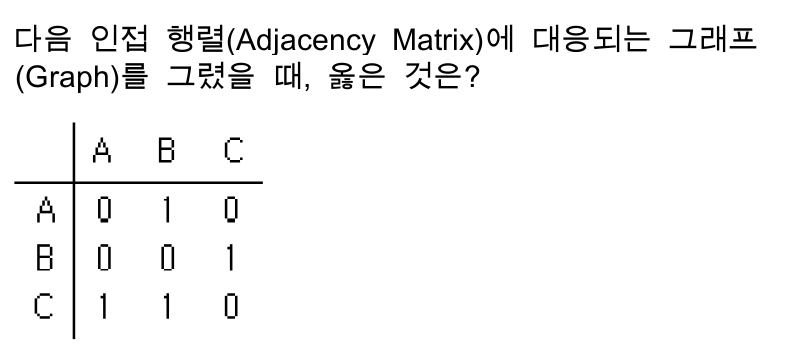 다음 인접 행렬(Adjacency Matrix)에 대응되는 그래프
(Graph)를 그렸을 때, 옳은 것은?
A B C
A 0 1 0
B 0 0 1
C 1 1 0